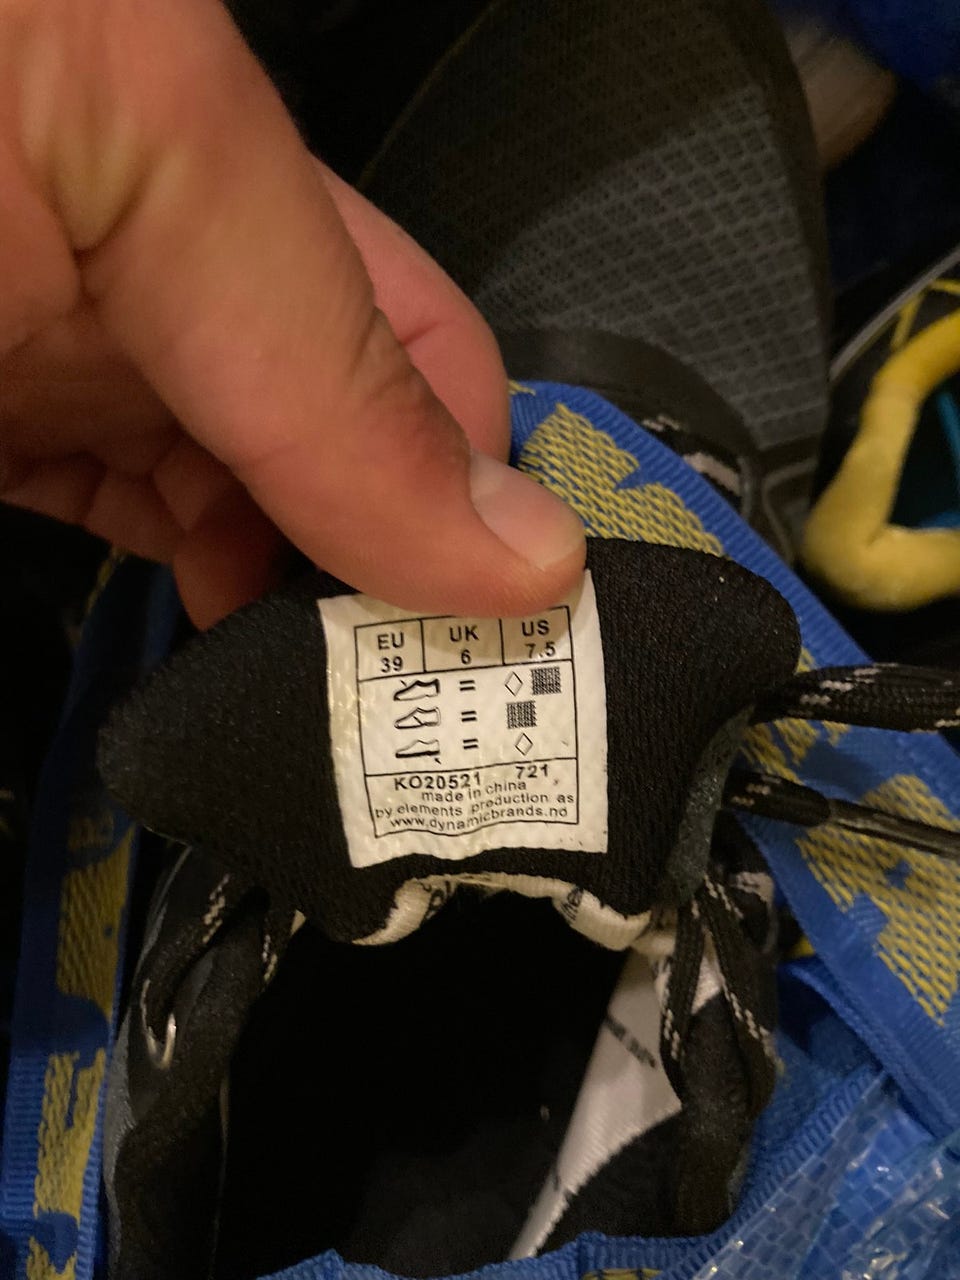 EU UK US
39 6 7.5
=
=
=
KO20521 721
made in china
by elements production as
www.dynamicbrands.no